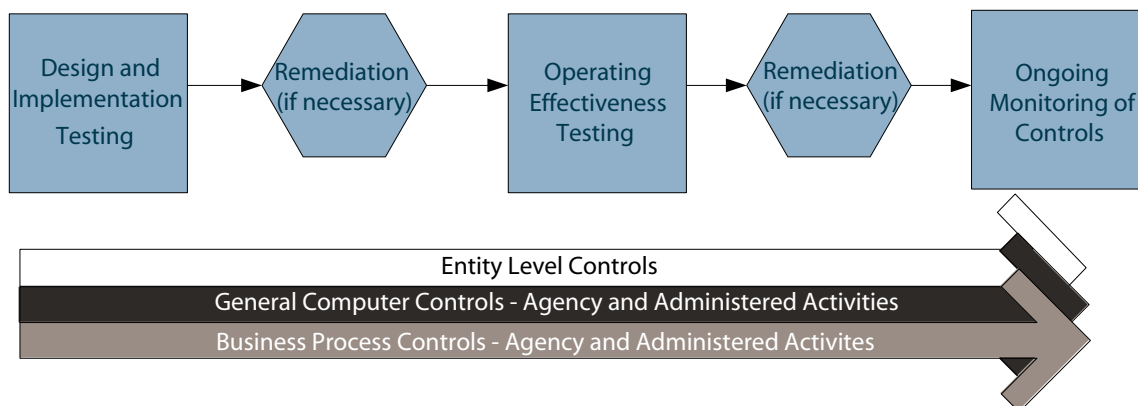 Design and
Implementation
Testing
Remediation
(if necessary)
Operating
Effectiveness
Testing
Remediation
(if necessary)
Ongoing
Monitoring of
Controls
Entity Level Controls
General Computer Controls - Agency and Administered Activities
Business Process Controls - Agency and Administered Activites